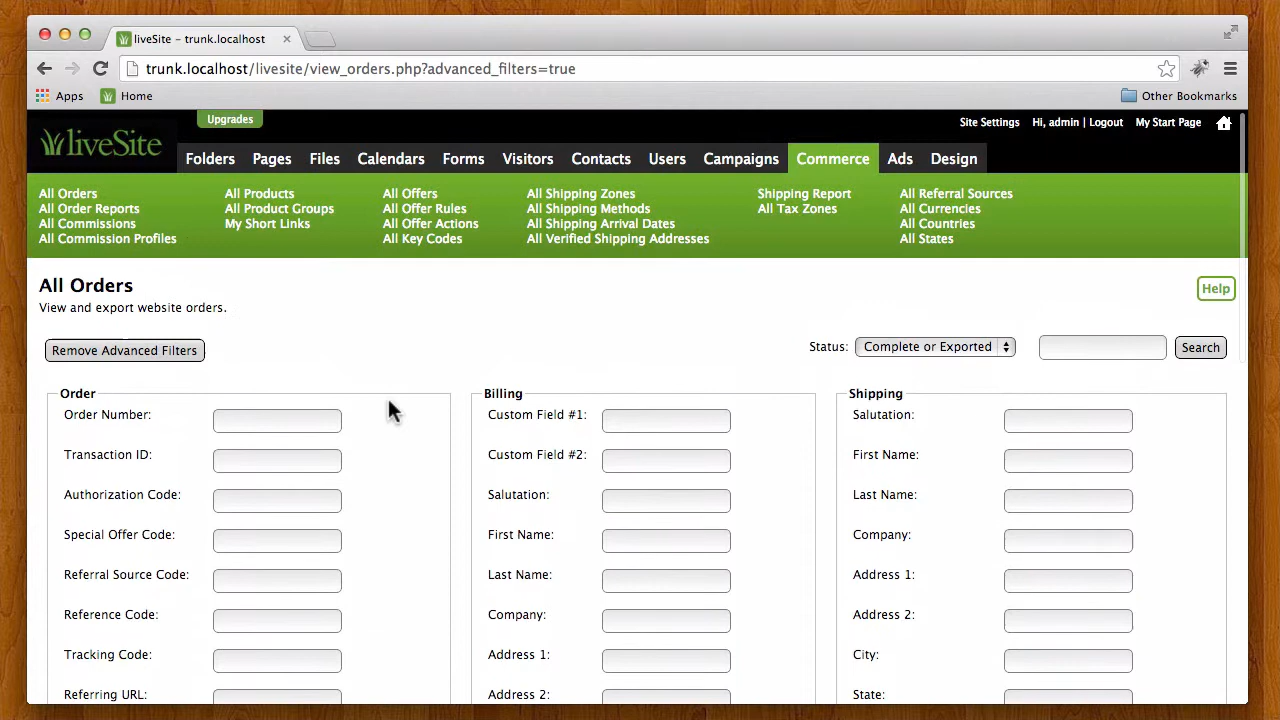 liveSite – trunk.localhost
trunk.localhost/livesite/view_orders.php?advanced_filters=true
Apps Home Other Bookmarks
Upgrades
liveSite
Site Settings Hi, admin | Logout My Start Page
Folders Pages Files Calendars Forms Visitors Contacts Users Campaigns Commerce Ads Design
All Orders All Products All Offers All Shipping Zones Shipping Report All Referral Sources
All Order Reports All Product Groups All Offer Rules All Shipping Methods All Tax Zones All Currencies
All Commissions My Short Links All Offer Actions All Shipping Arrival Dates All Countries
All Commission Profiles All Key Codes All Verified Shipping Addresses All States
All Orders
Help
View and export website orders.
Remove Advanced Filters Status: Complete or Exported Search
Order Billing Shipping
Order Number: Custom Field #1: Salutation:
Transaction ID: Custom Field #2: First Name:
Authorization Code: Salutation: Last Name:
Special Offer Code: First Name: Company:
Referral Source Code: Last Name: Address 1:
Reference Code: Company: Address 2:
Tracking Code: Address 1: City:
Referring URL: Address 2: State: